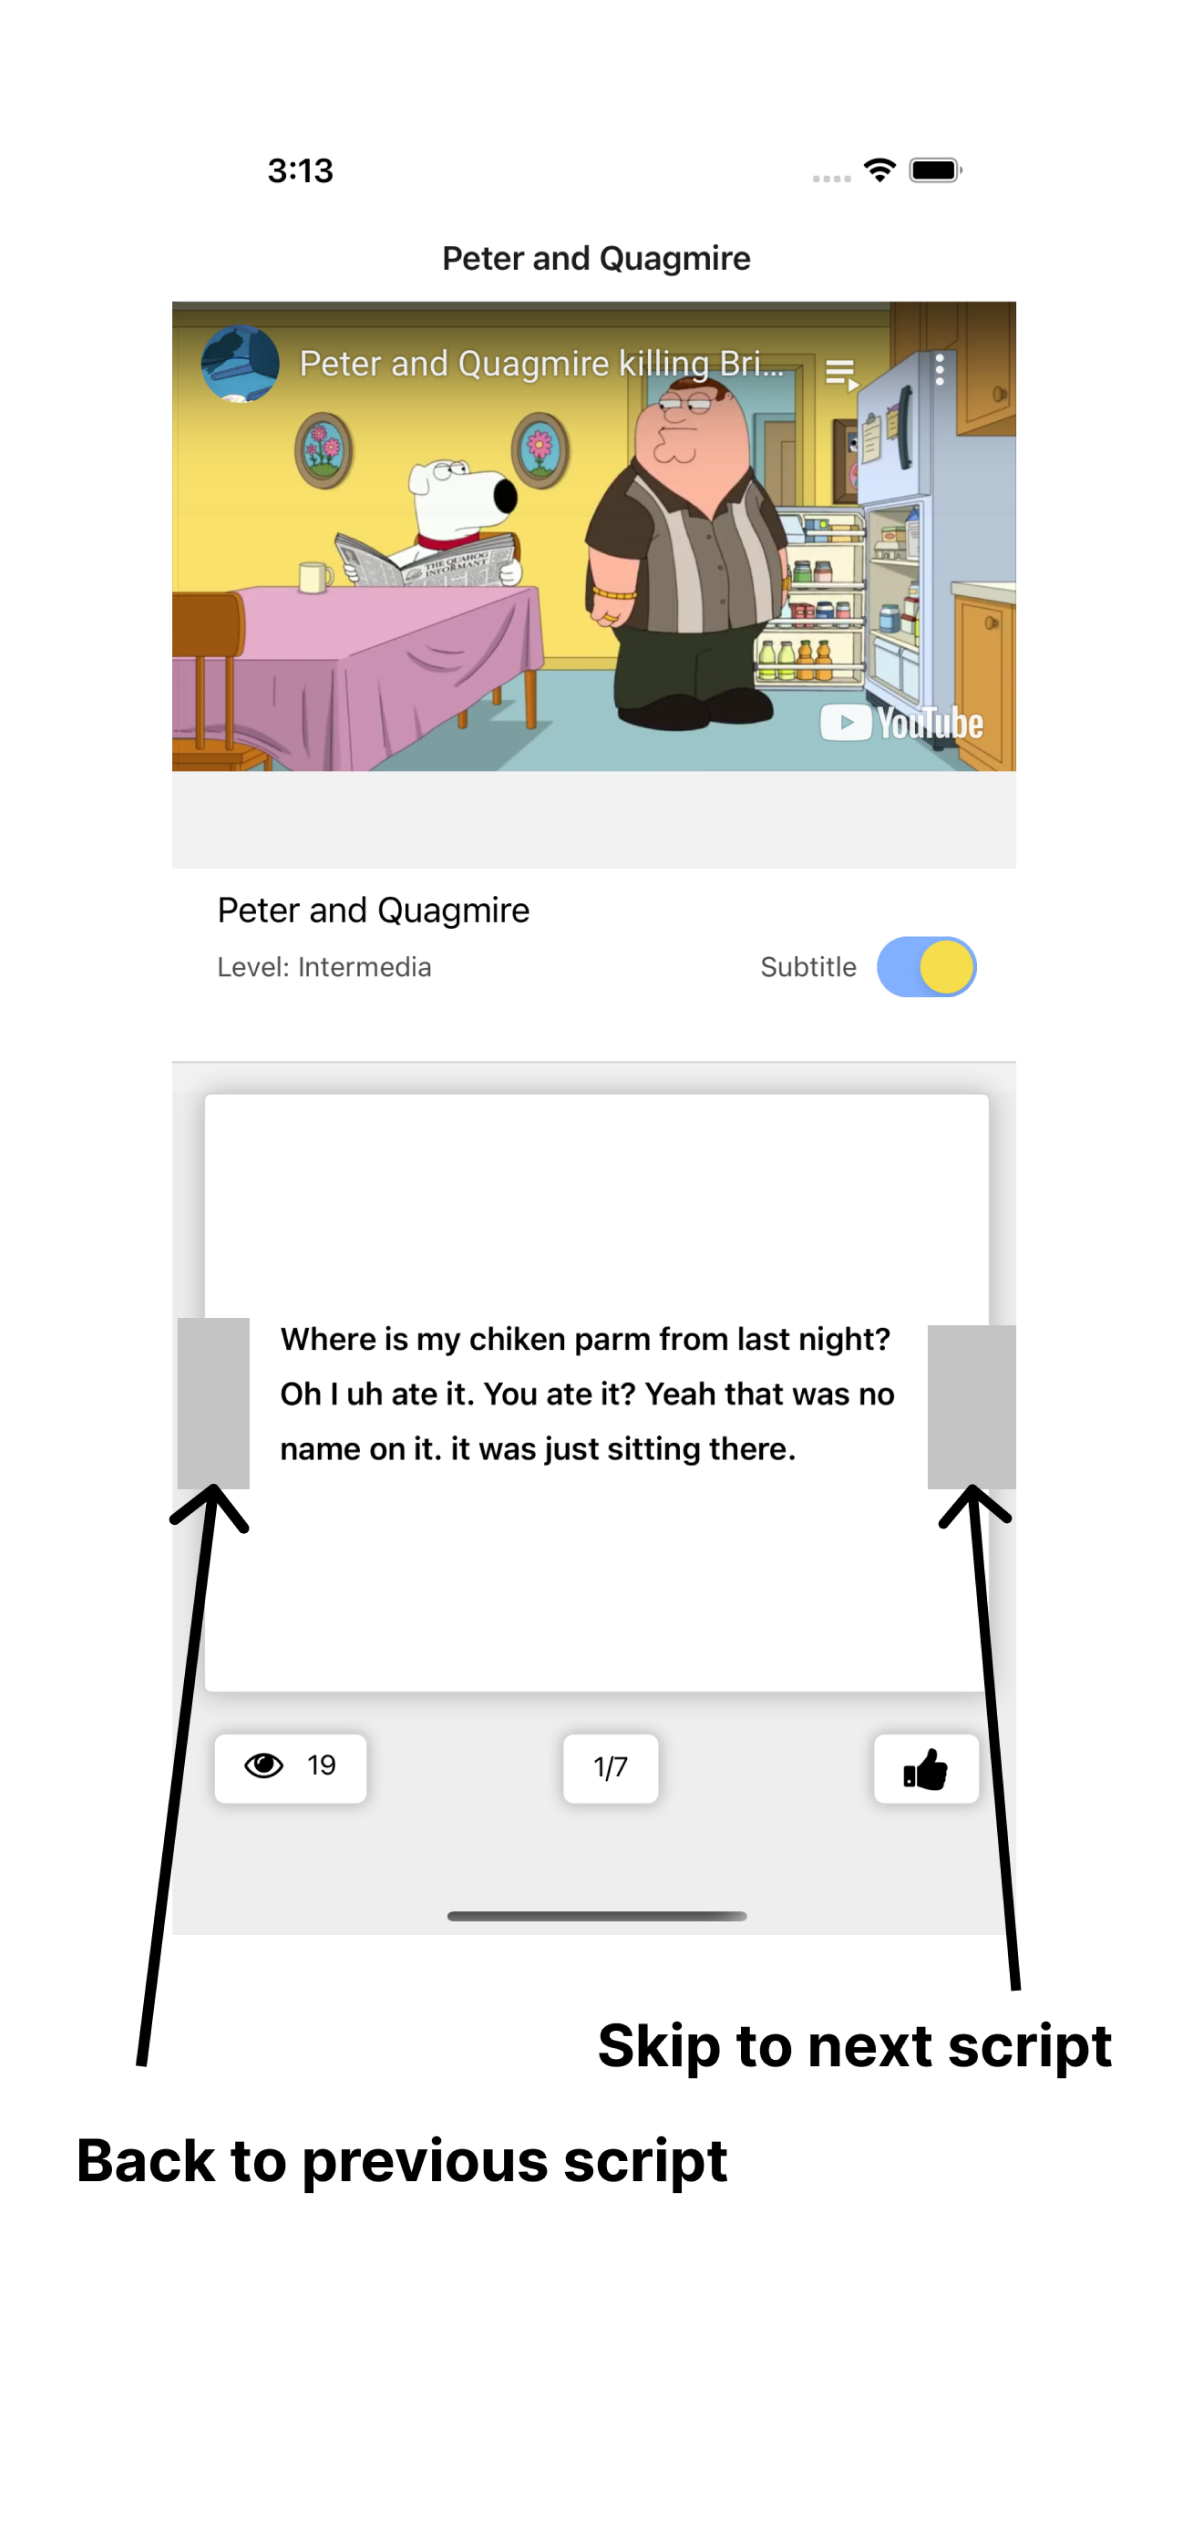 3:13
Peter and Quagmire
Peter and Quagmire killing Bri...
THE QUAHOG
INFORMANT
YouTube
Peter and Quagmire
Level: Intermedia
Subtitle
Where is my chiken parm from last night?
Oh I uh ate it. You ate it? Yeah that was no
name on it. it was just sitting there.
19
1/7
Skip to next script
Back to previous script